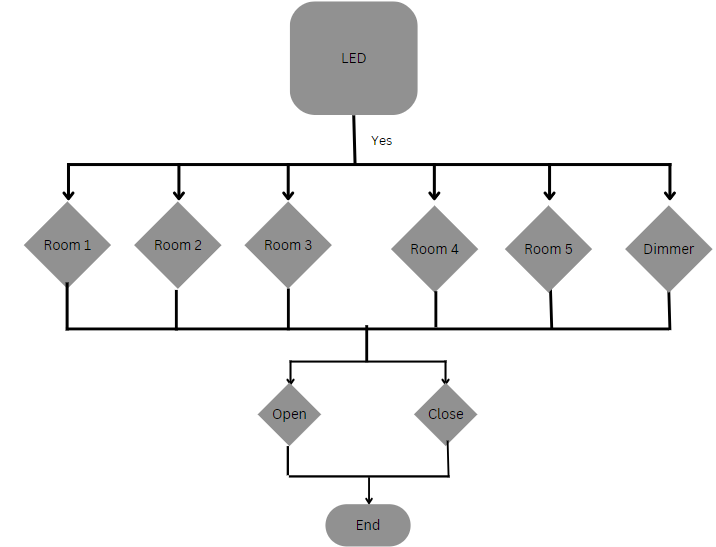 LED
Yes
Room 1
Room 2
Room 3
Room 4
Room 5
Dimmer
Open
Close
End